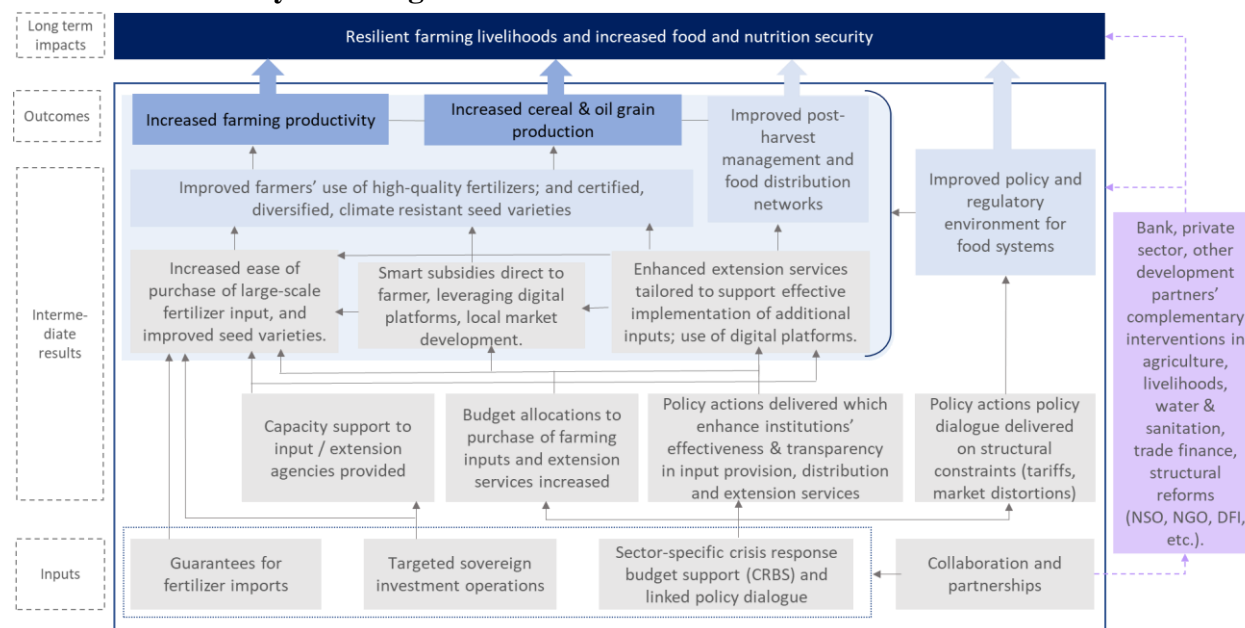 Long term
impacts
Resilient farming livelihoods and increased food and nutrition security
Outcomes
Increased farming productivity
Increased cereal & oil grain
production
Improved post-
harvest
management and
food distribution
networks
Interme-
diate
results
Improved farmers' use of high-quality fertilizers; and certified,
diversified, climate resistant seed varieties
Improved policy and
regulatory
environment for
food systems
Increased ease of
purchase of large-scale
fertilizer input, and
improved seed varieties.
Smart subsidies direct to
farmer, leveraging digital
platforms, local market
development.
Enhanced extension services
tailored to support effective
implementation of additional
inputs; use of digital platforms.
Capacity support to
input / extension
agencies provided
Budget allocations to
purchase of farming
inputs and extension
services increased
Policy actions delivered which
enhance institutions'
effectiveness & transparency
in input provision, distribution
and extension services
Policy actions policy
dialogue delivered
on structural
constraints (tariffs,
market distortions)
Inputs
Guarantees for
fertilizer imports
Targeted sovereign
investment operations
Sector-specific crisis response
budget support (CRBS) and
linked policy dialogue
Collaboration and
partnerships
Bank, private
sector, other
development
partners'
complementary
interventions in
agriculture,
livelihoods,
water &
sanitation,
trade finance,
structural
reforms
(NSO, NGO, DFI,
etc.).